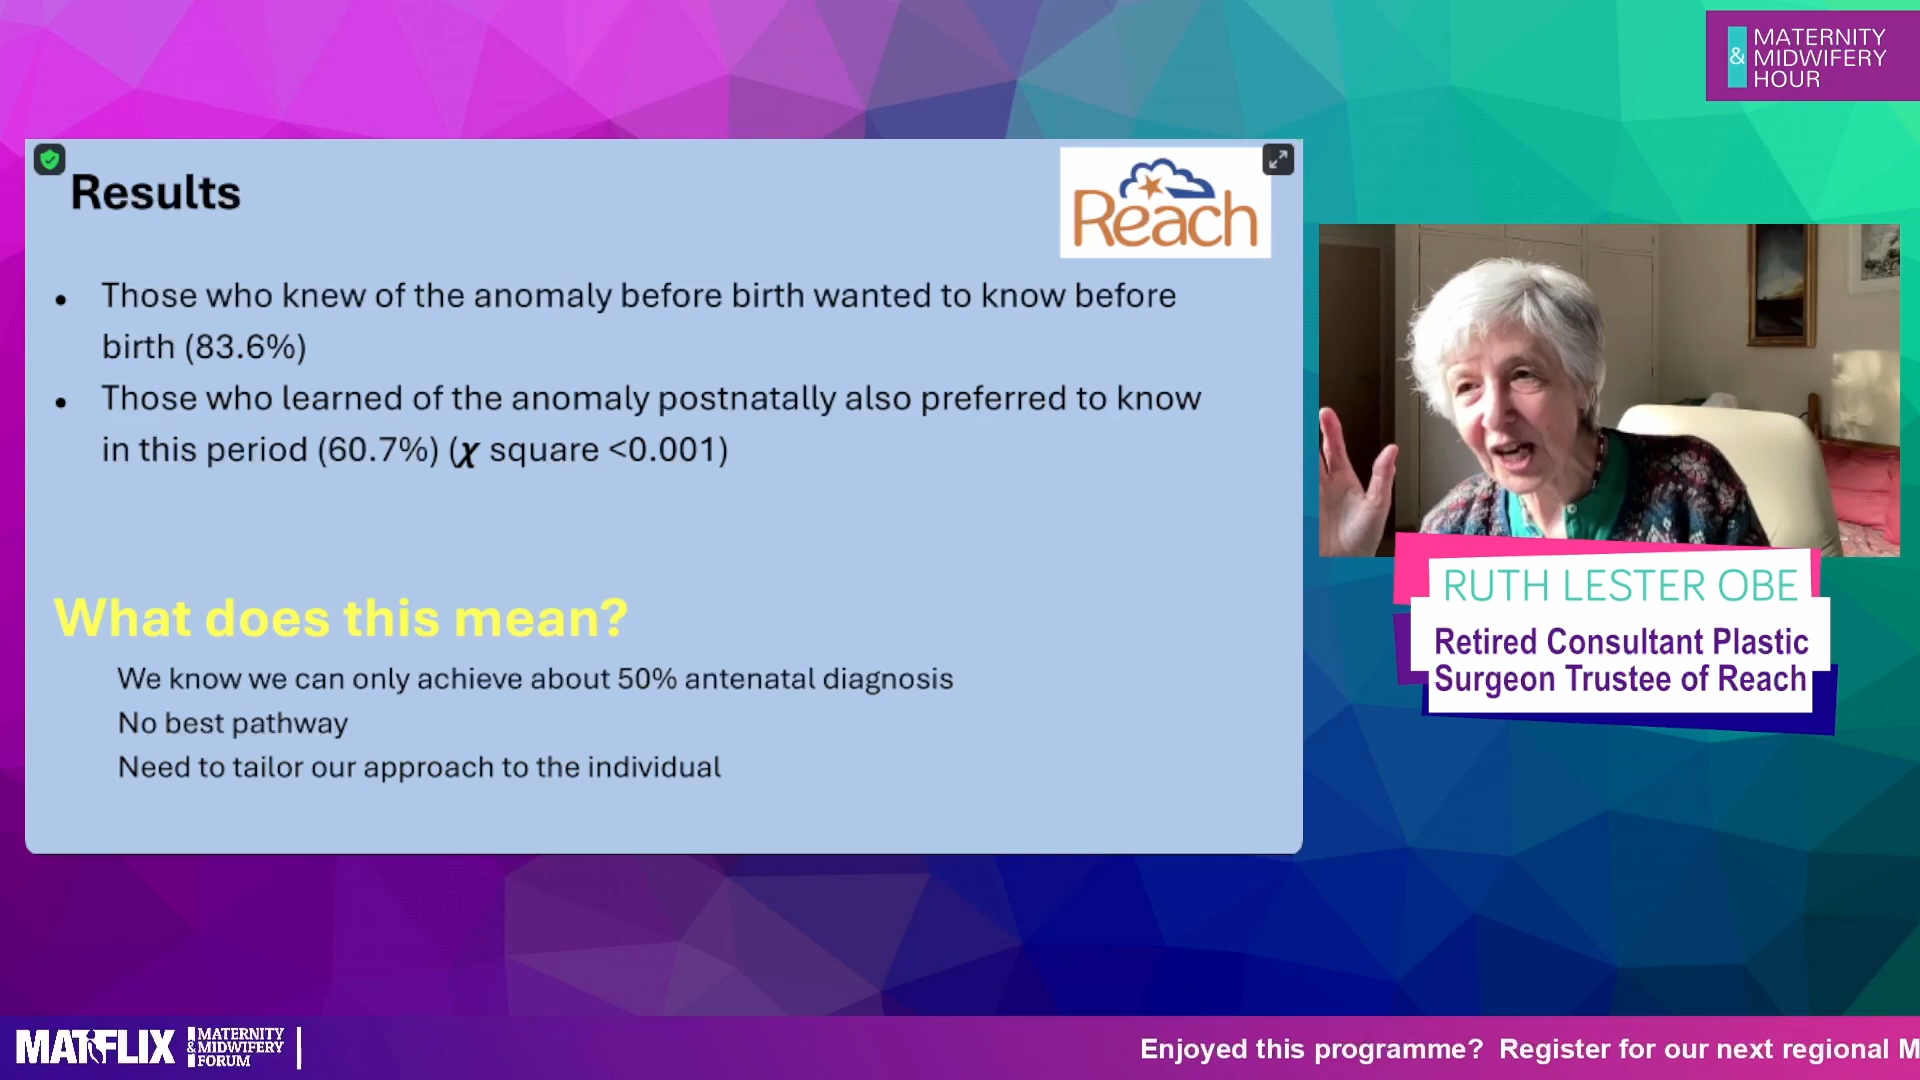 MATERNITY
& MIDWIFERY
HOUR
Results
Reach
• Those who knew of the anomaly before birth wanted to know before
birth (83.6%)
• Those who learned of the anomaly postnatally also preferred to know
in this period (60.7%) (χ square <0.001)
What does this mean?
We know we can only achieve about 50% antenatal diagnosis
No best pathway
Need to tailor our approach to the individual
RUTH LESTER OBE
Retired Consultant Plastic
Surgeon Trustee of Reach
MATFLIX
MATERNITY
& MIDWIFERY
FORUM
Enjoyed this programme? Register for our next regional M